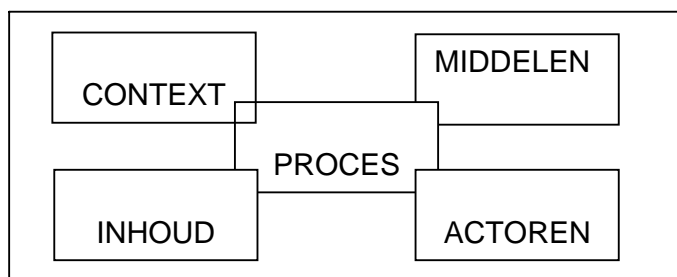 CONTEXT
MIDDELEN
PROCES
INHOUD
ACTOREN